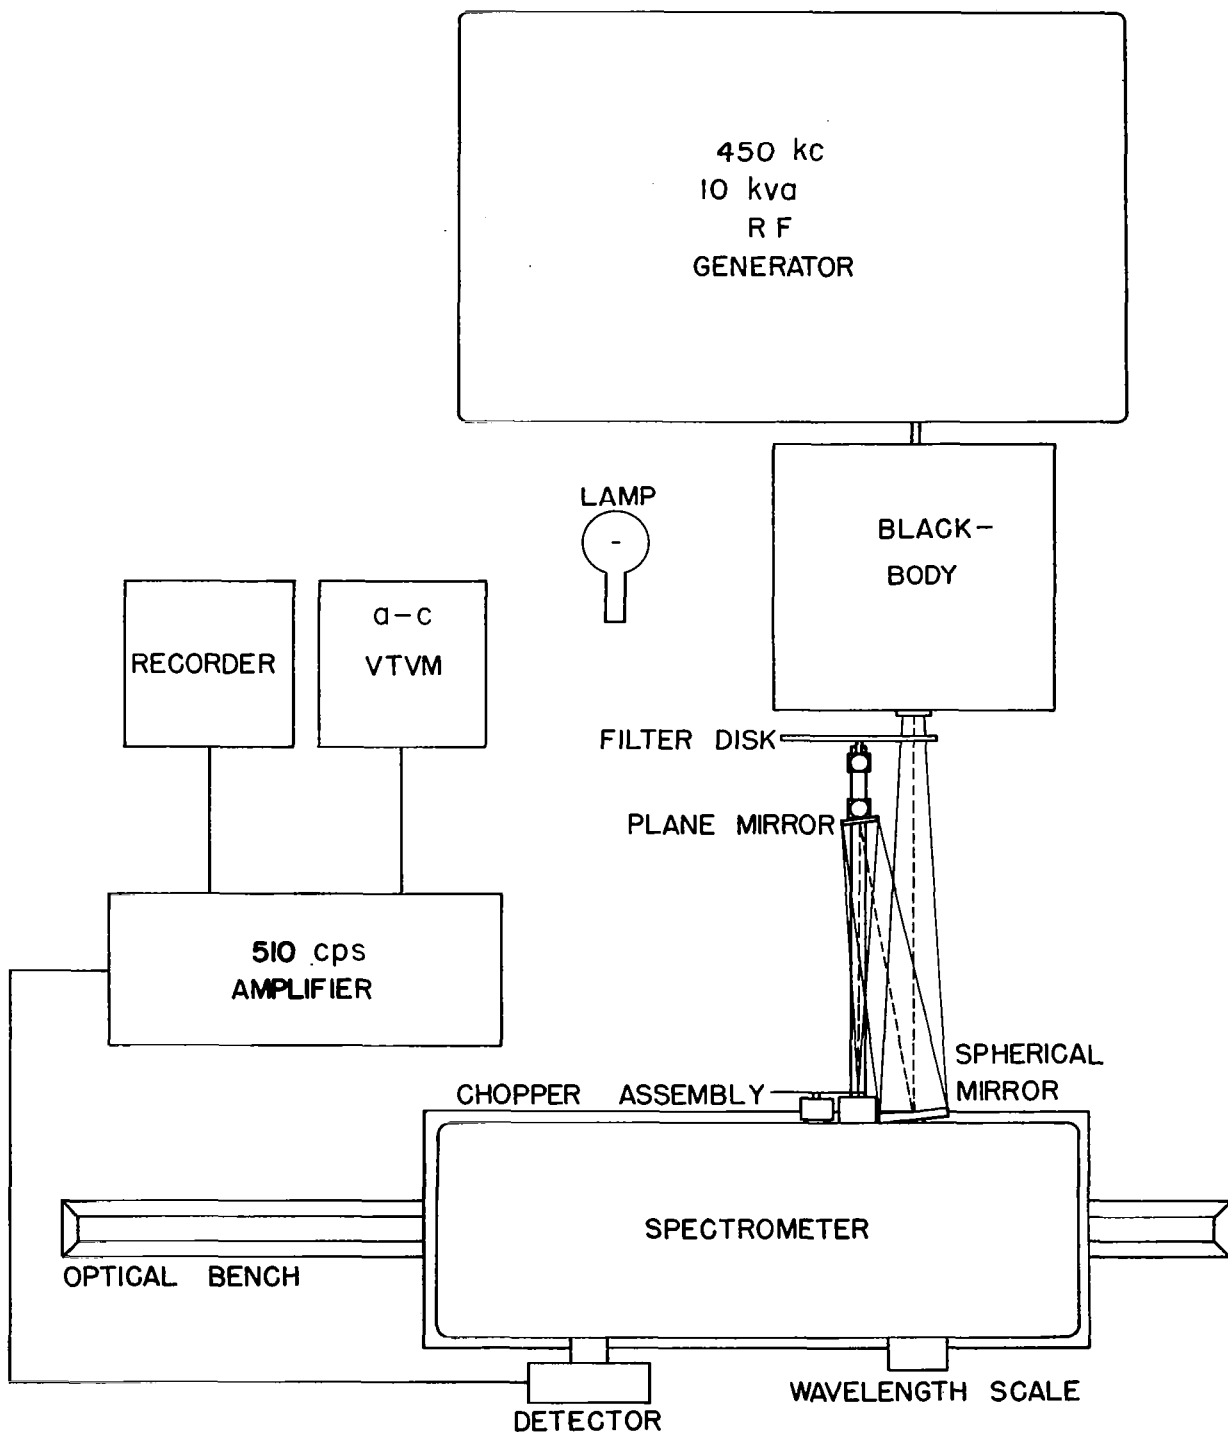 450 kc
10 kva
R F
GENERATOR
LAMP
BLACK-
BODY
a-c
RECORDER
VTVM
FILTER DISK
PLANE MIRROR
510 cps
AMPLIFIER
SPHERICAL
MIRROR
CHOPPER ASSEMBLY
SPECTROMETER
OPTICAL BENCH
WAVELENGTH SCALE
DETECTOR